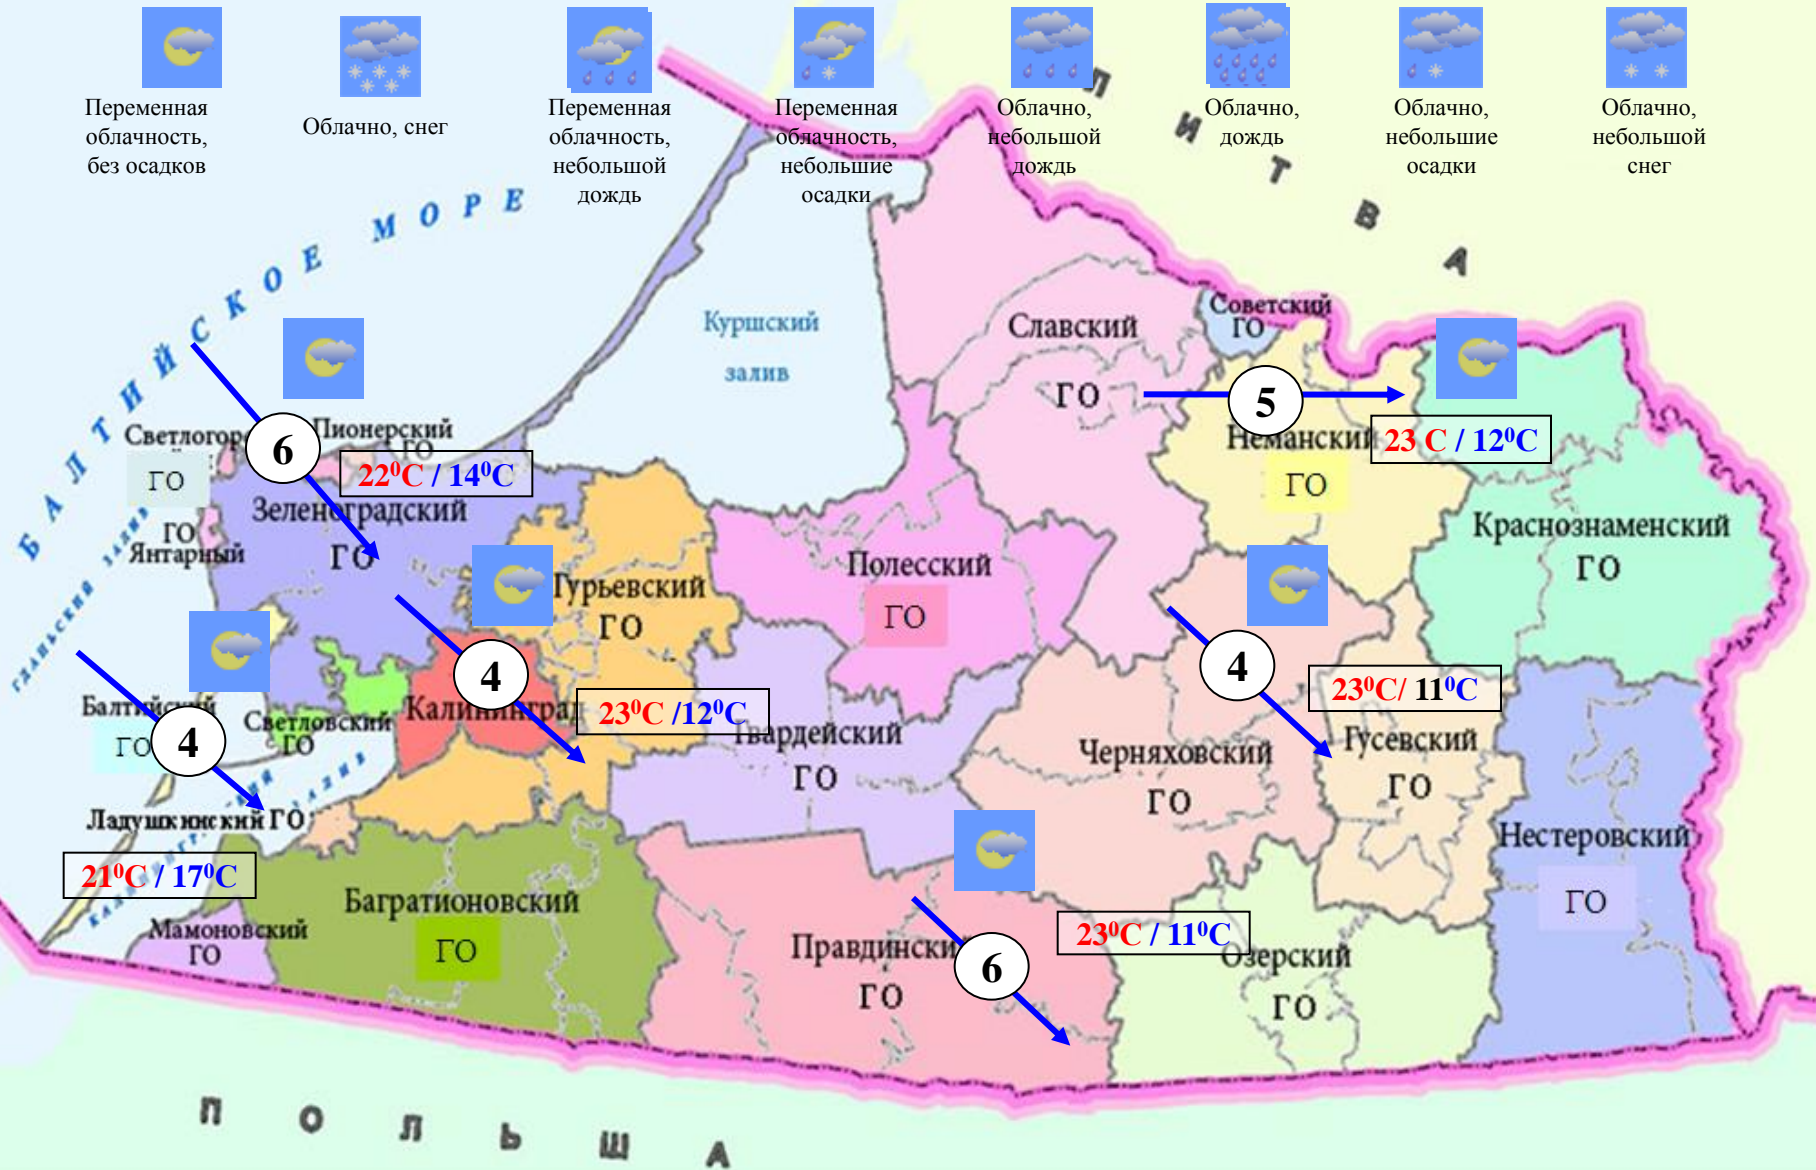 Переменная
облачность,
без осадков
Облачно, снег
Переменная
облачность,
небольшой
дождь
Переменная
облачность,
небольшие
осадки
Облачно,
небольшой
дождь
Облачно,
дождь
Облачно,
небольшие
осадки
Облачно,
небольшой
снег
БАЛТИЙСКОЕ МОРЕ
ЛИТВА
Куршский
залив
Славский
ГО
Советский
ГО
5
Неманский
ГО
23 С / 12⁰С
Краснознаменский
ГО
6
Пионерский
ГО
ГО
22⁰С / 14⁰С
Зеленоградский
ГО
ГО
Янтарный
Гурьевский
ГО
Полесский
ГО
4
Калининград
23⁰С /12⁰С
Балтийский
ГО
4
Светловский
ГО
Гвардейский
ГО
4
23⁰С/ 11⁰С
Черняховский
ГО
Гусевский
ГО
Нестеровский
ГО
Ладушкинский ГО
21⁰С / 17⁰С
Мамоновский
ГО
Багратионовский
ГО
Правдинский
ГО
6
23⁰С / 11⁰С
Озерский
ГО
ПОЛЬША